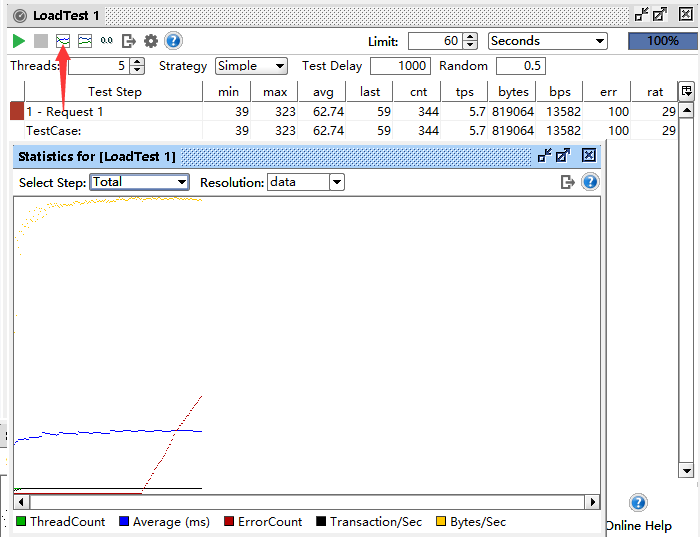 LoadTest 1
0.0
Limit: 60 Seconds 100%
Threads: 5 Strategy Simple Test Delay 1000 Random 0.5
Test Step min max avg last cnt tps bytes bps err rat
1 - Request 1 39 323 62.74 59 344 5.7 819064 13582 100 29
TestCase: 39 323 62.74 59 344 5.7 819064 13582 100 29
Statistics for [LoadTest 1]
Select Step: Total Resolution: data
ThreadCount Average (ms) ErrorCount Transaction/Sec Bytes/Sec
Online Help